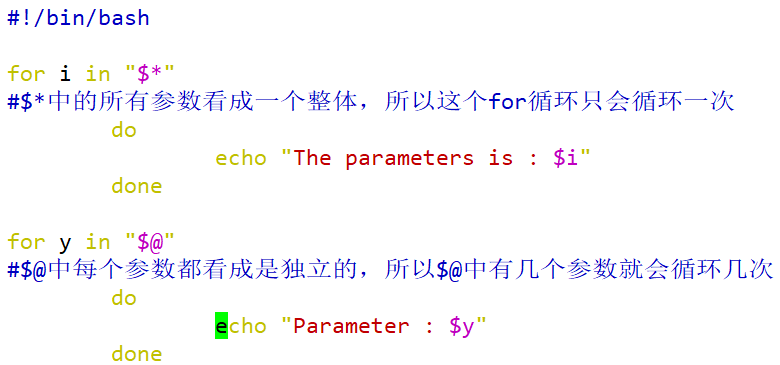 #!/bin/bash
for i in "$*"
#$*中的所有参数看成一个整体，所以这个for循环只会循环一次
do
echo "The parameters is : $i"
done
for y in "$@"
#$@中每个参数都看成是独立的，所以$@中有几个参数就会循环几次
do
echo "Parameter : $y"
done